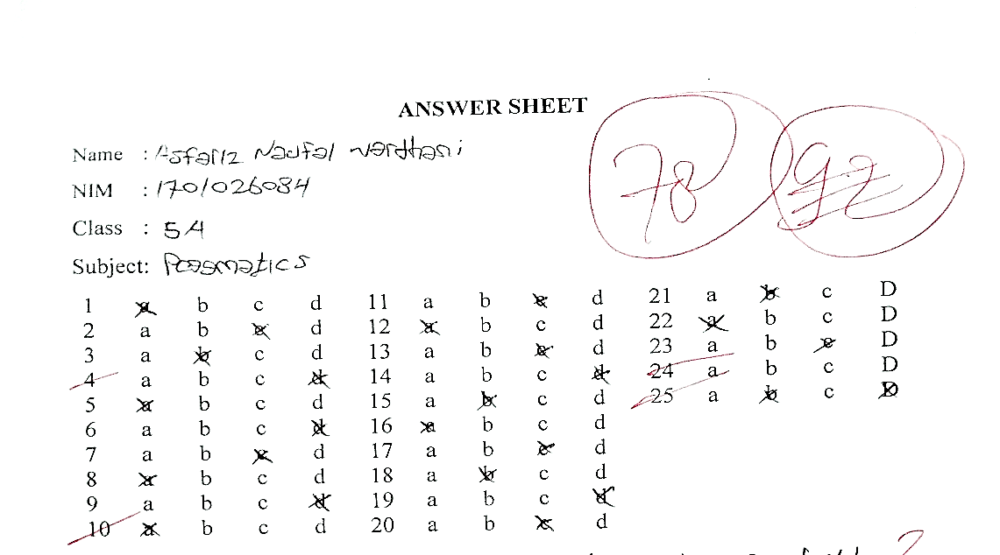 ANSWER SHEET
78 92
Name : Asfariz Naufal Wardhani
NIM : 1701026084
Class : 5A
Subject: Pragmatics
1 a b c d 11 a b c d 21 a b c D
2 a b c d 12 a b c d 22 a b c D
3 a b c d 13 a b c d 23 a b c D
4 a b c d 14 a b c d 24 a b c D
5 a b c d 15 a b c d 25 a b c D
6 a b c d 16 a b c d
7 a b c d 17 a b c d
8 a b c d 18 a b c d
9 a b c d 19 a b c d
10 a b c d 20 a b c d